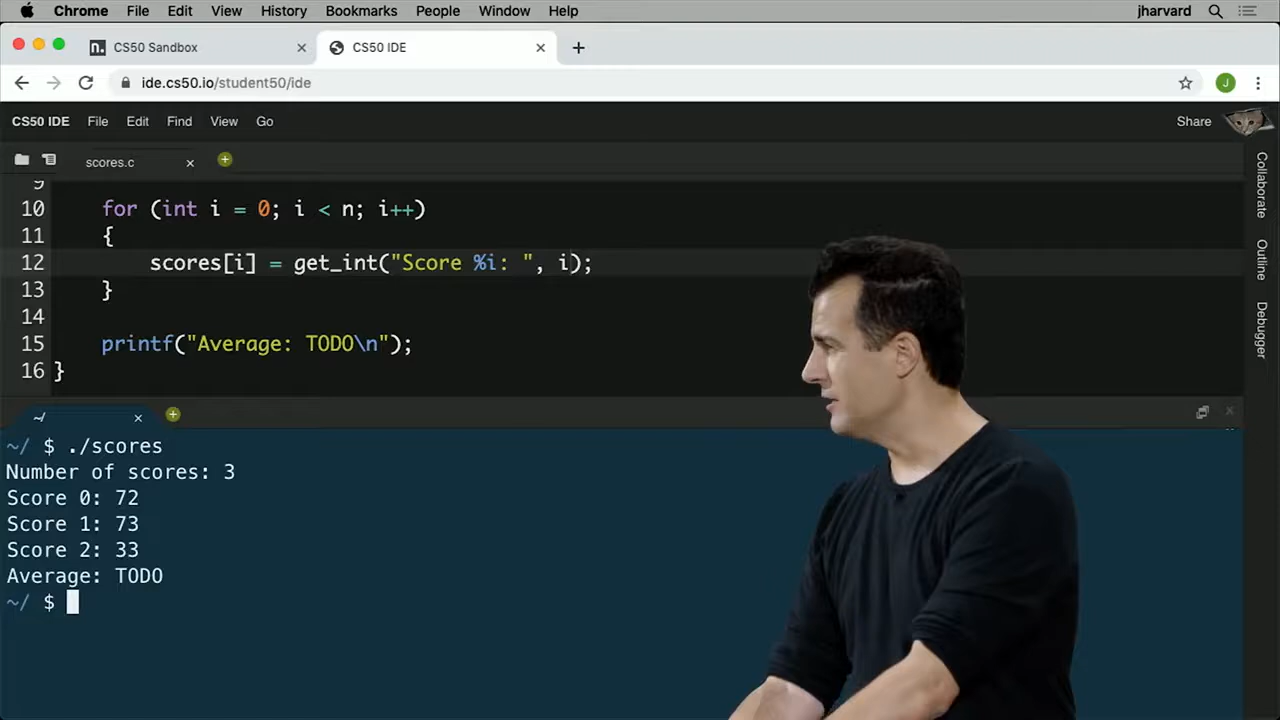 Chrome File Edit View History Bookmarks People Window Help jharvard
n. CS50 Sandbox × CS50 IDE × +
ide.cs50.io/student50/ide J
CS50 IDE File Edit Find View Go Share
scores.c ×
Collaborate
Outline
Debugger
9
10 for (int i = 0; i < n; i++)
11 {
12 scores[i] = get_int("Score %i: ", i);
13 }
14
15 printf("Average: TODO\n");
16 }
~/ ×
~/ $ ./scores
Number of scores: 3
Score 0: 72
Score 1: 73
Score 2: 33
Average: TODO
~/ $